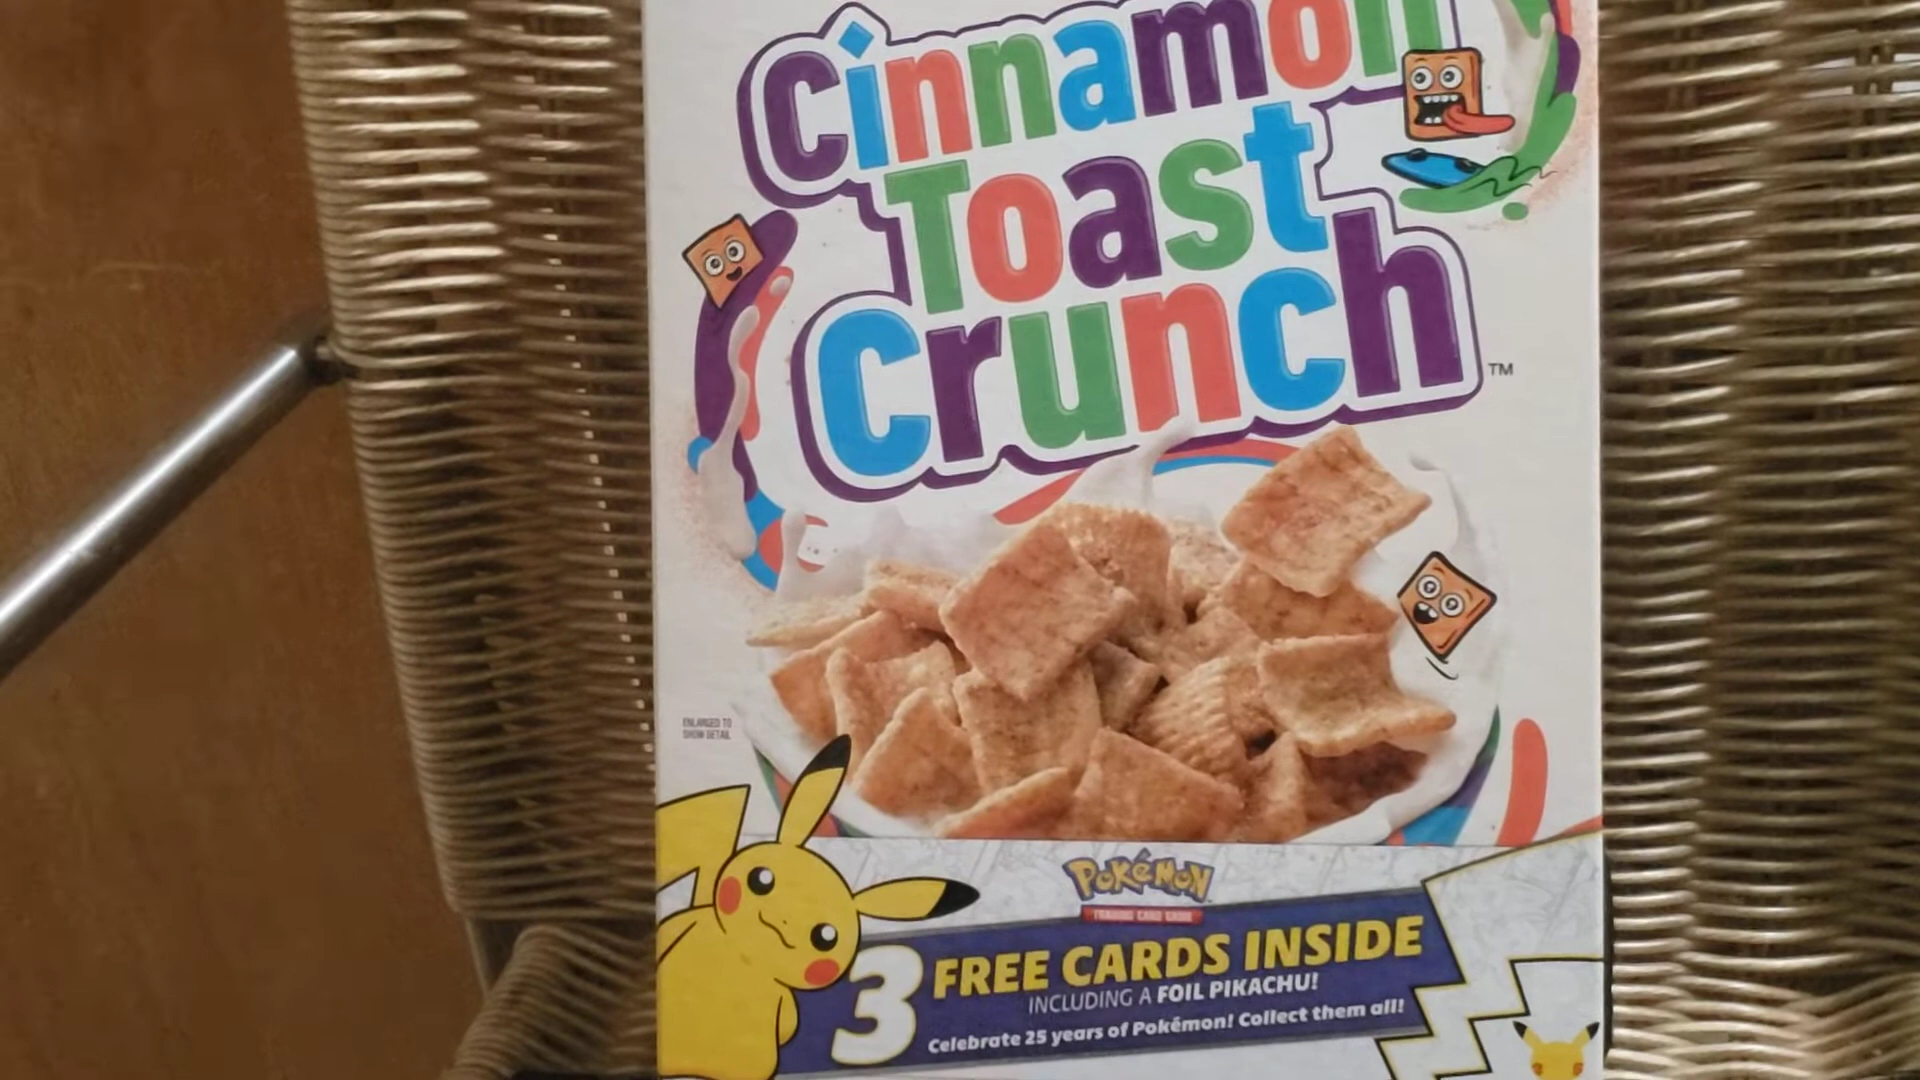 Cinnamon
Toast
Crunch
TM
ENLARGED TO
SHOW DETAIL
POKéMON
TRADING CARD GAME
3 FREE CARDS INSIDE
INCLUDING A FOIL PIKACHU!
Celebrate 25 years of Pokémon! Collect them all!